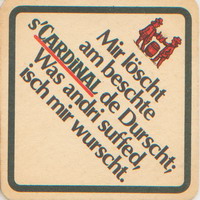 Mir löscht
am beschte
s'CARDINAL de Durscht;
Was andri suffed,
isch mir wurscht.